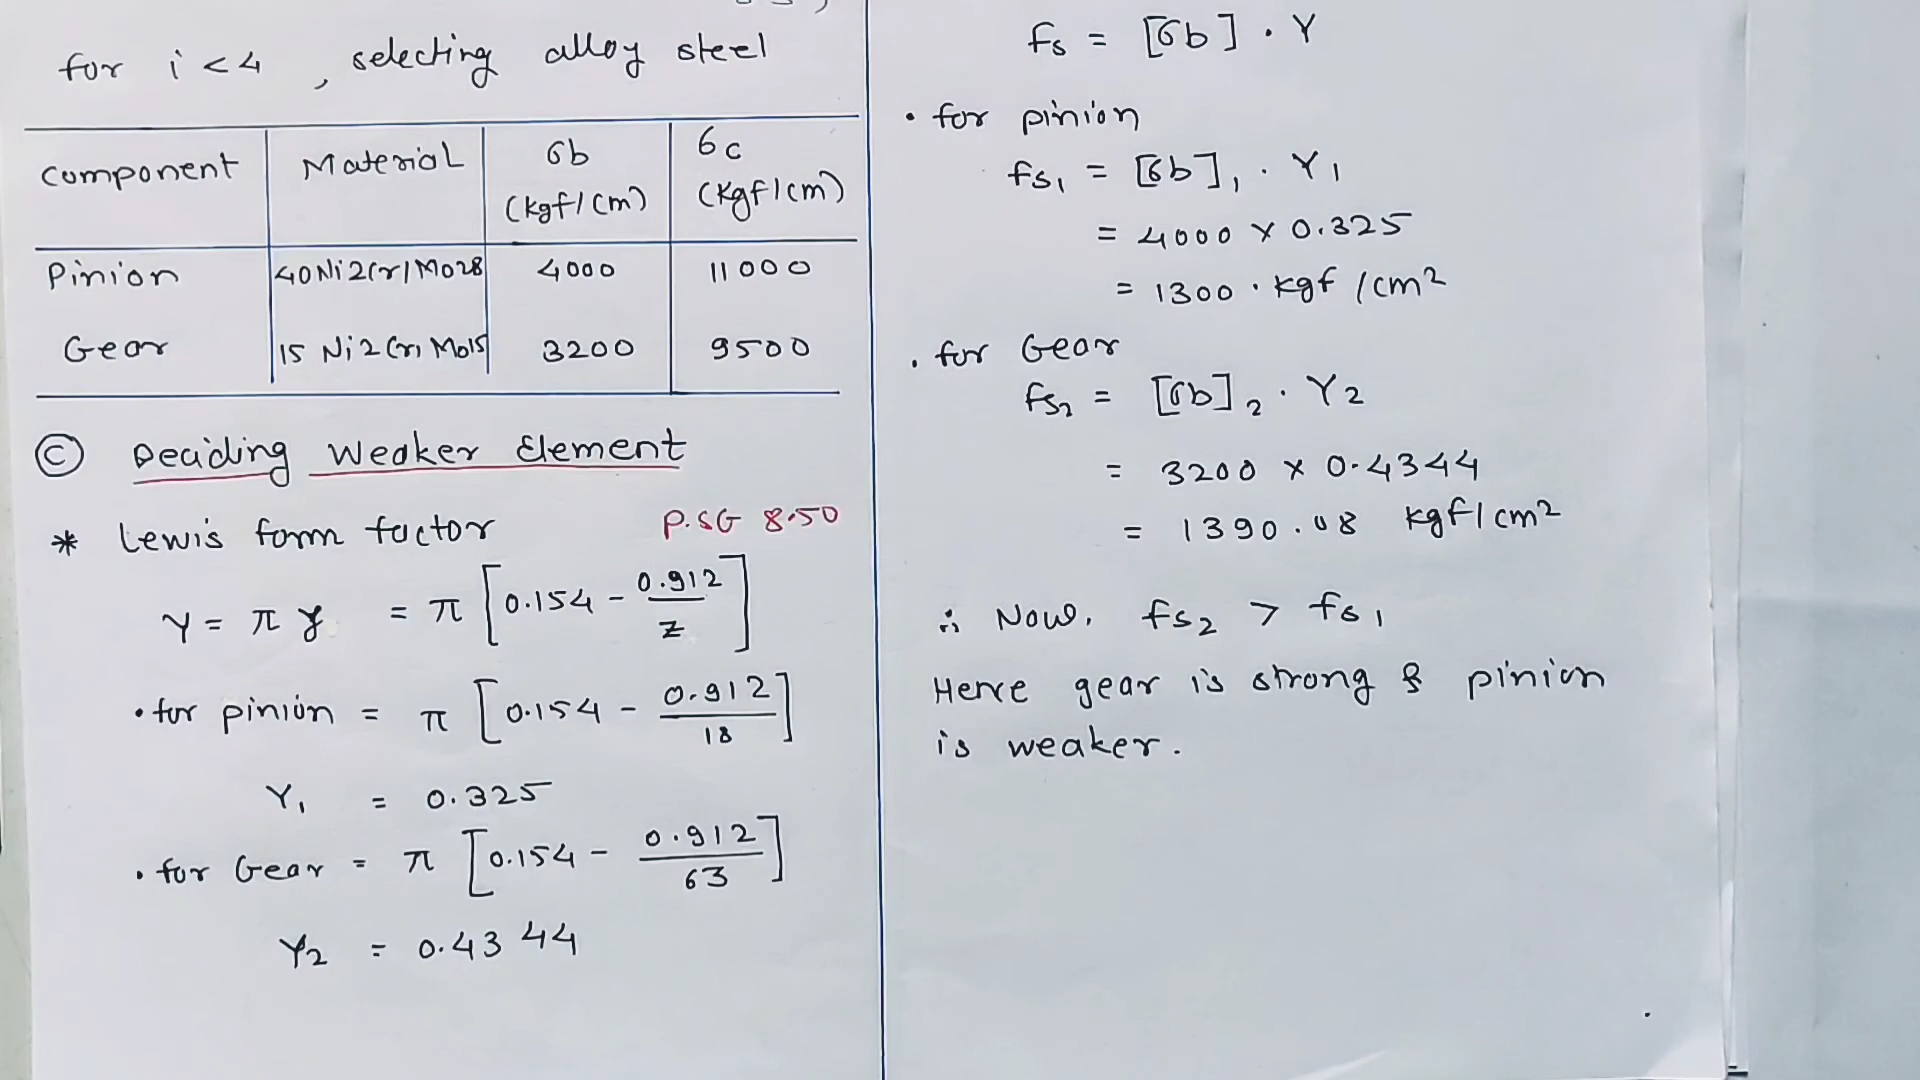 for i < 4 , selecting alloy steel
component Material σb (kgf/cm²) σc (kgf/cm²)
Pinion 40Ni2Cr1Mo28 4000 11000
Gear 15 Ni2Cr1Mo15 3200 9500
© Deciding Weaker Element
* Lewis form factor P.SG 8.50
Y = π y = π [0.154 - 0.912/z]
• for pinion = π [0.154 - 0.912/18]
Y1 = 0.325
• for Gear = π [0.154 - 0.912/63]
Y2 = 0.4344
fs = [σb] . Y
• for pinion
fs1 = [σb]1 . Y1
= 4000 x 0.325
= 1300 . kgf /cm2
. for Gear
fs2 = [σb]2 . Y2
= 3200 x 0.4344
= 1390.08 kgf/cm2
∴ Now, fs2 > fs1
Hence gear is strong & pinion
is weaker.